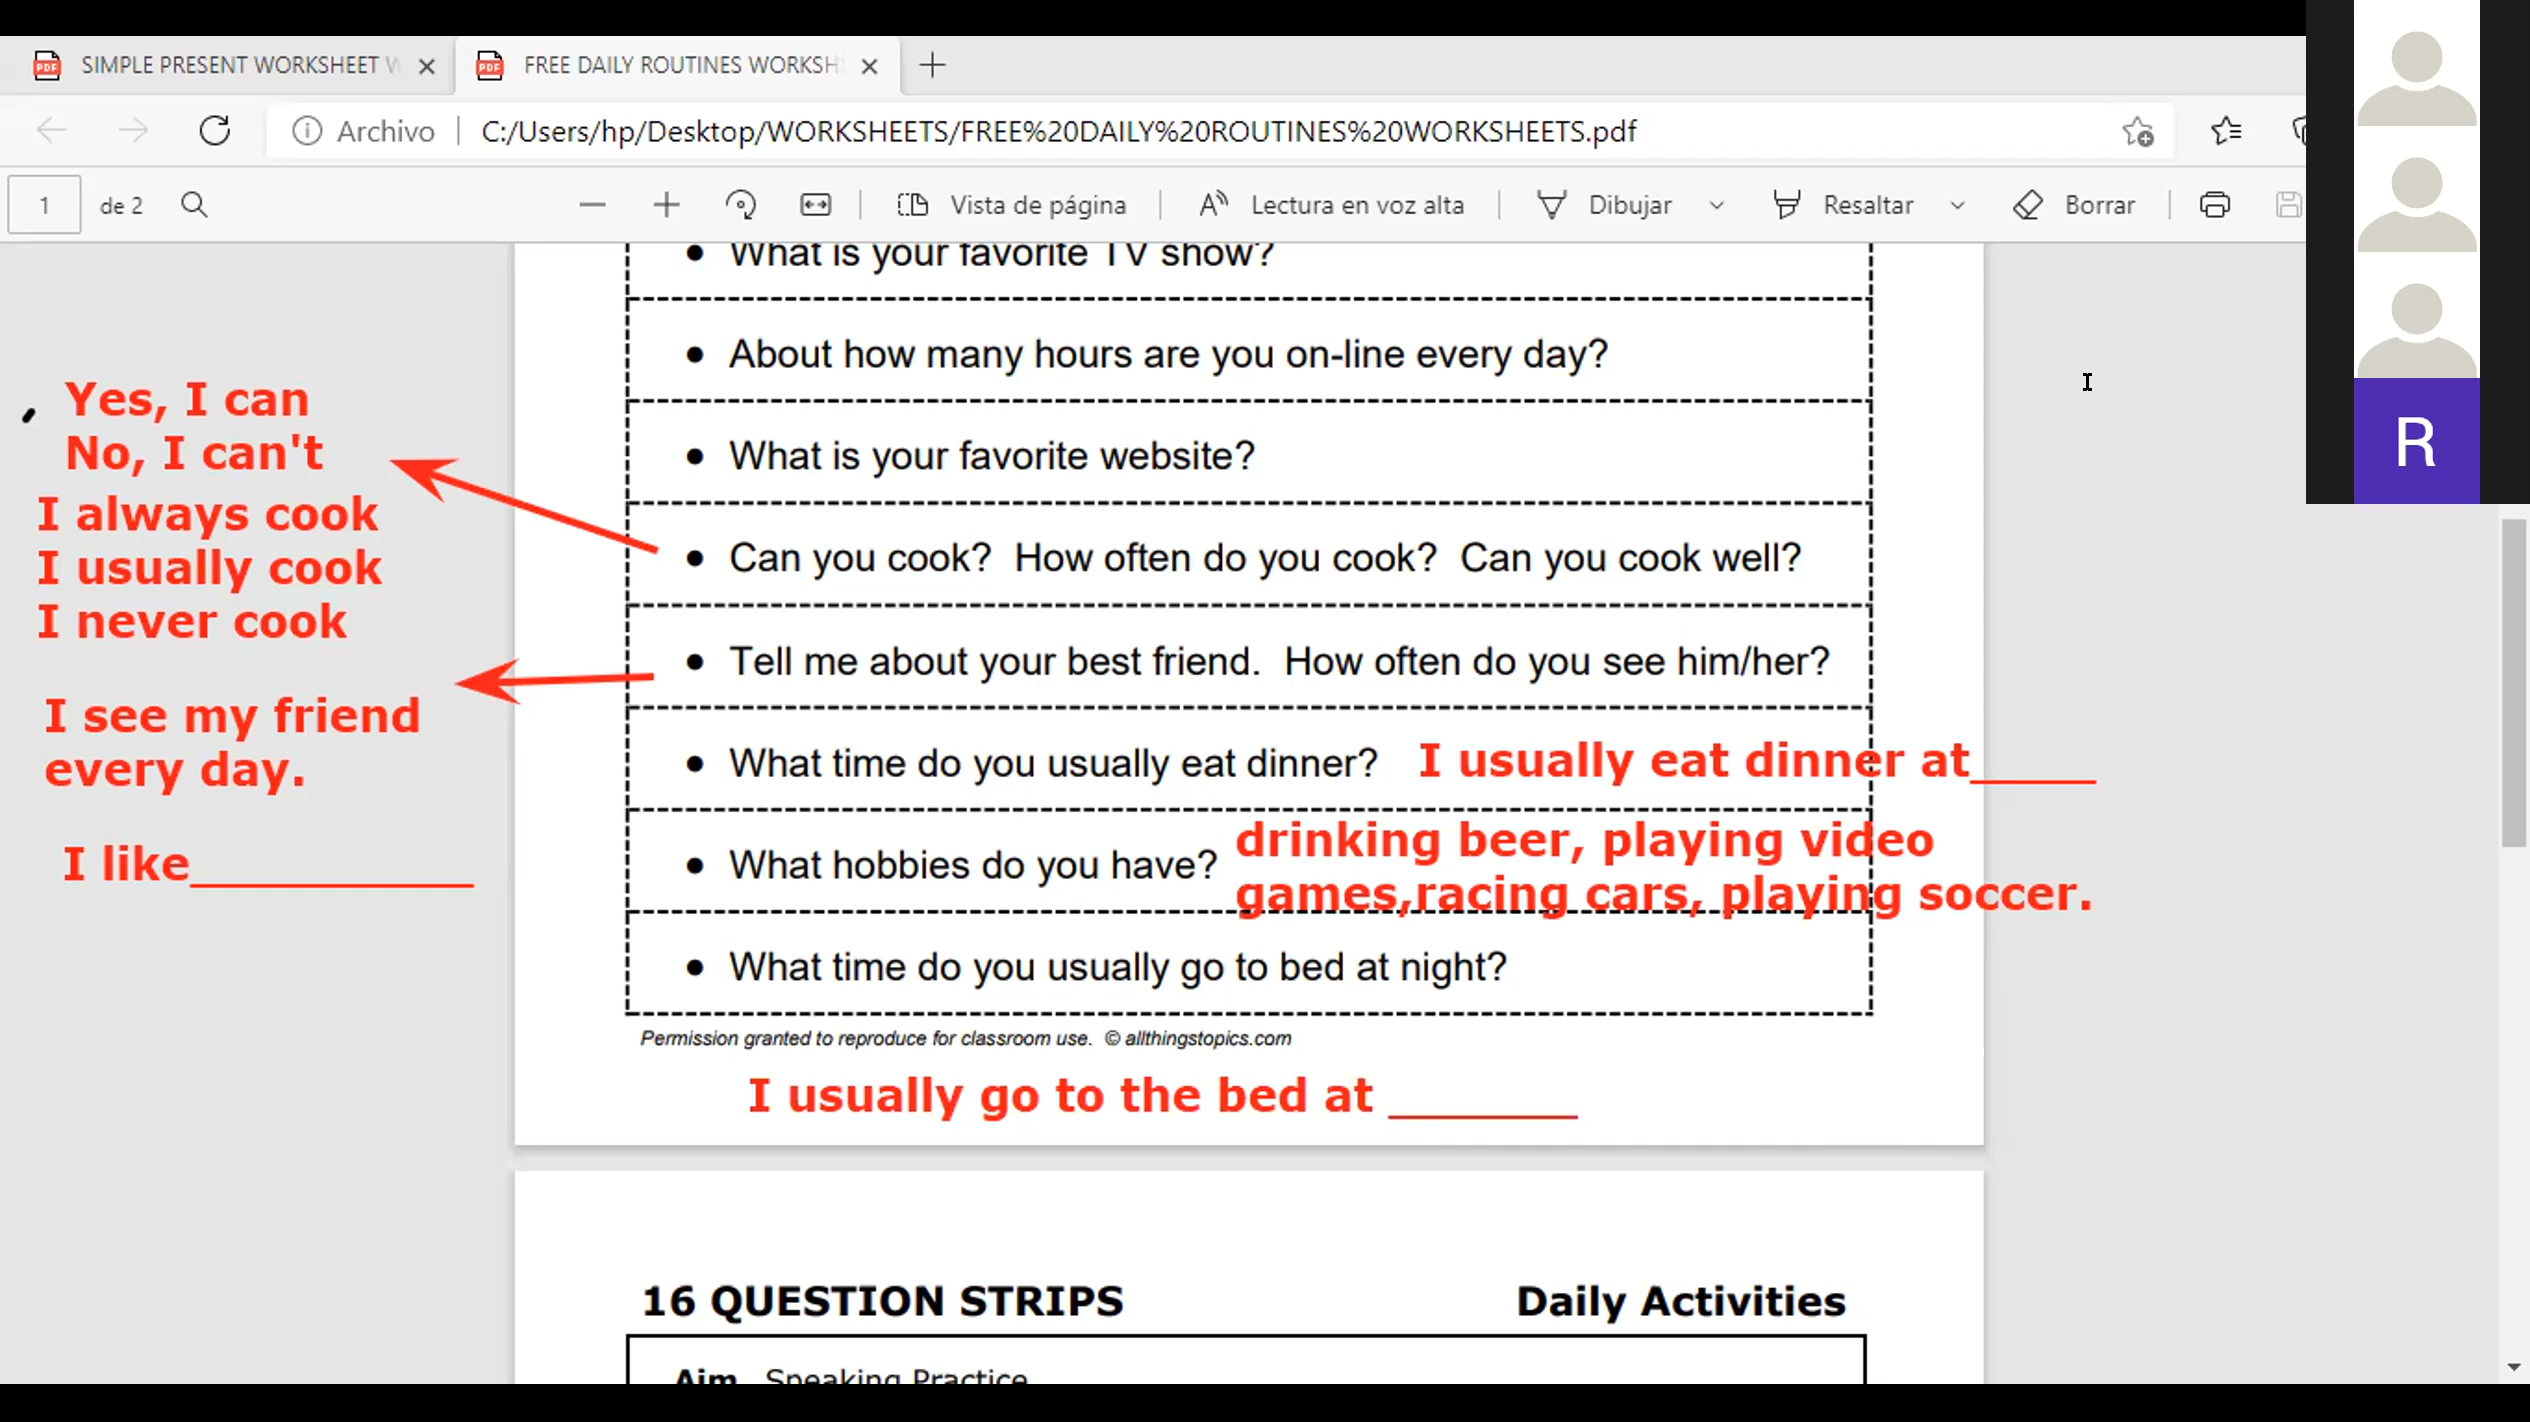 SIMPLE PRESENT WORKSHEET
FREE DAILY ROUTINES WORKSH
Archivo
C:/Users/hp/Desktop/WORKSHEETS/FREE%20DAILY%20ROUTINES%20WORKSHEETS.pdf
1 de 2
Vista de página
Lectura en voz alta
Dibujar
Resaltar
Borrar
R
• What is your favorite TV show?
• About how many hours are you on-line every day?
• What is your favorite website?
Yes, I can
No, I can't
I always cook
I usually cook
I never cook
• Can you cook? How often do you cook? Can you cook well?
• Tell me about your best friend. How often do you see him/her?
I see my friend
every day.
• What time do you usually eat dinner? I usually eat dinner at_____
I like_________
• What hobbies do you have?
drinking beer, playing video
games,racing cars, playing soccer.
• What time do you usually go to bed at night?
Permission granted to reproduce for classroom use. © allthingstopics.com
I usually go to the bed at ______
16 QUESTION STRIPS
Daily Activities
Aim Speaking Practice